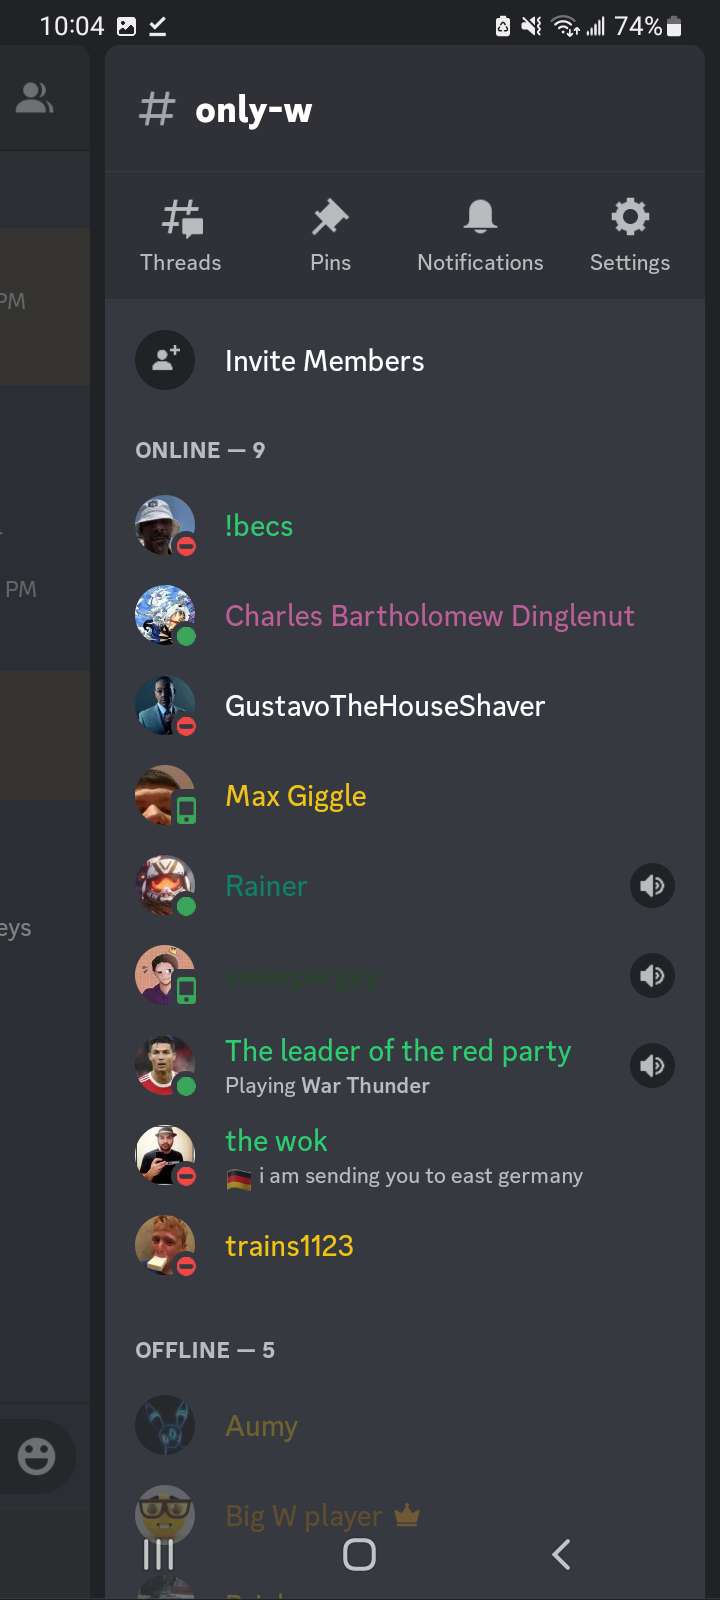 10:04
74%
# only-w
Threads
Pins
Notifications
Settings
PM
Invite Members
ONLINE — 9
!becs
PM
Charles Bartholomew Dinglenut
GustavoTheHouseShaver
Max Giggle
Rainer
eys
The leader of the red party
Playing War Thunder
the wok
i am sending you to east germany
trains1123
OFFLINE — 5
Aumy
Big W player